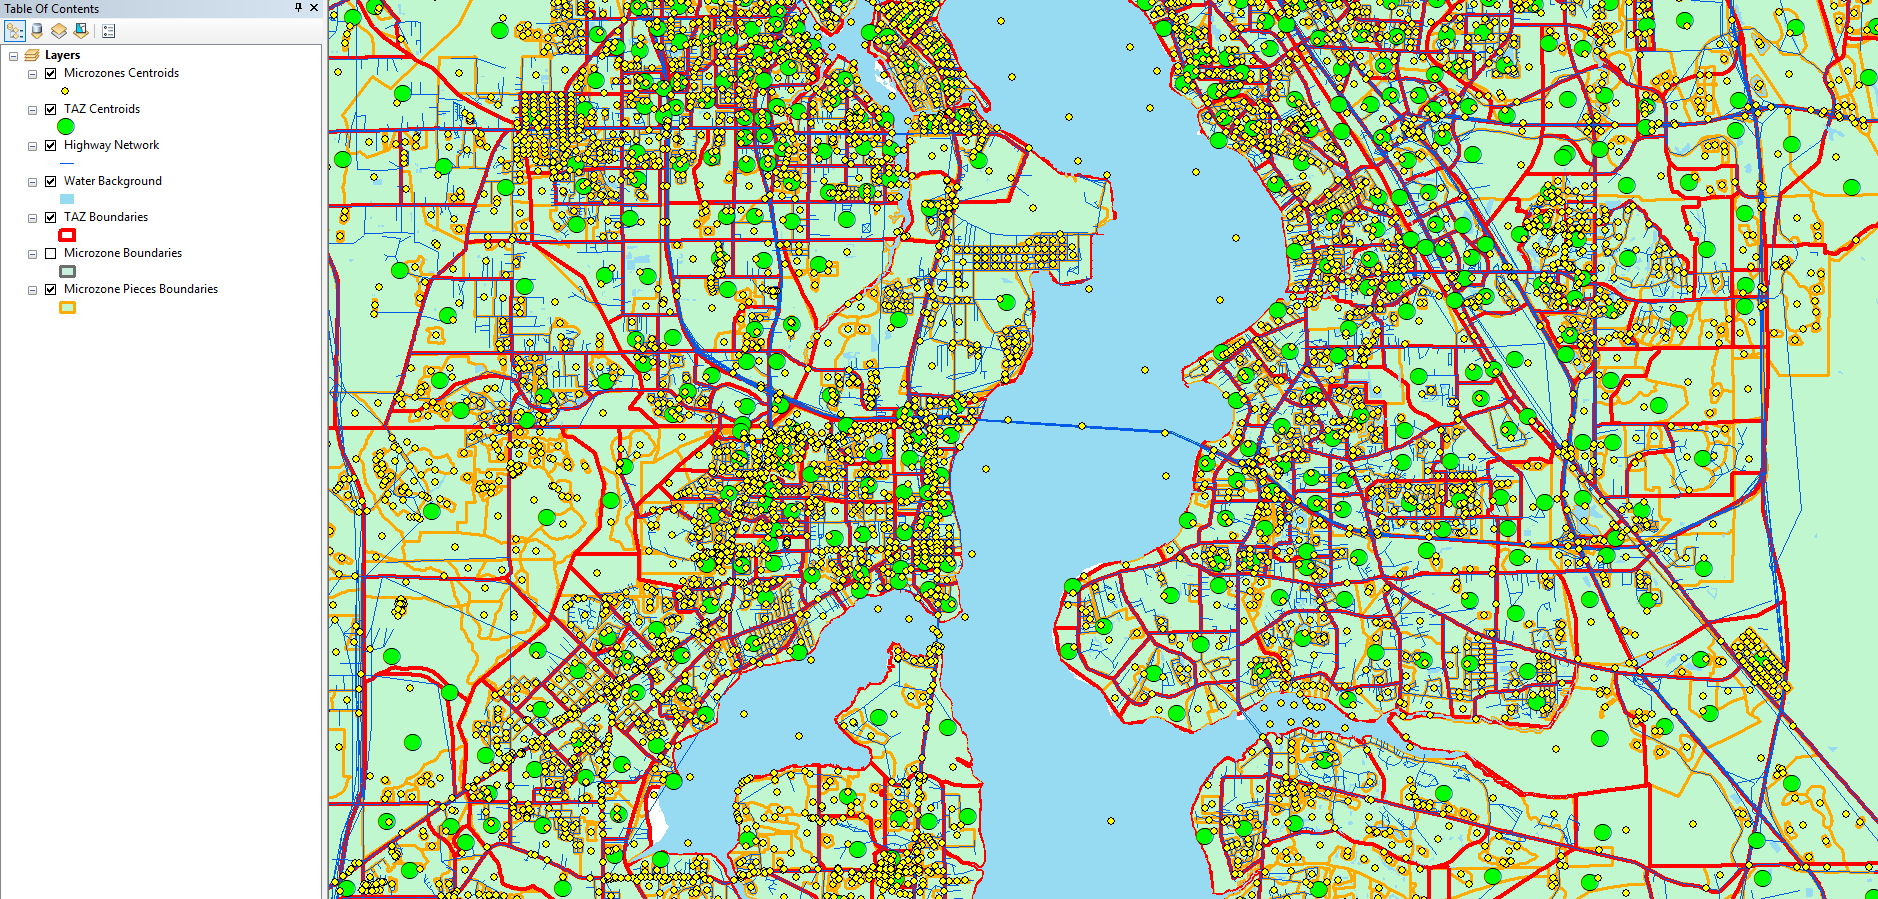 Table Of Contents
Layers
Microzones Centroids
TAZ Centroids
Highway Network
Water Background
TAZ Boundaries
Microzone Boundaries
Microzone Pieces Boundaries